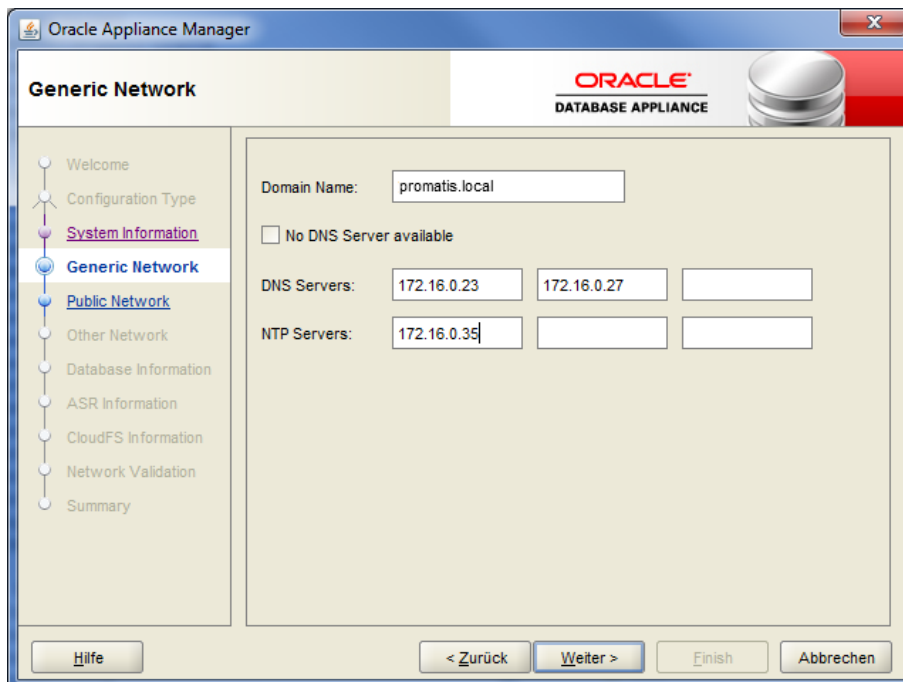 Oracle Appliance Manager
Generic Network
ORACLE
DATABASE APPLIANCE
Welcome
Configuration Type
System Information
Generic Network
Public Network
Other Network
Database Information
ASR Information
CloudFS Information
Network Validation
Summary
Domain Name: promatis.local
No DNS Server available
DNS Servers: 172.16.0.23 172.16.0.27
NTP Servers: 172.16.0.35
Hilfe < Zurück Weiter > Finish Abbrechen